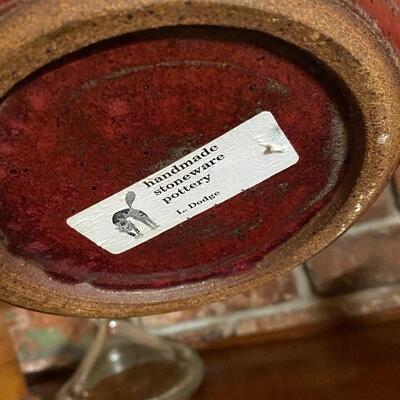 handmade
stoneware
pottery
L. Dodge